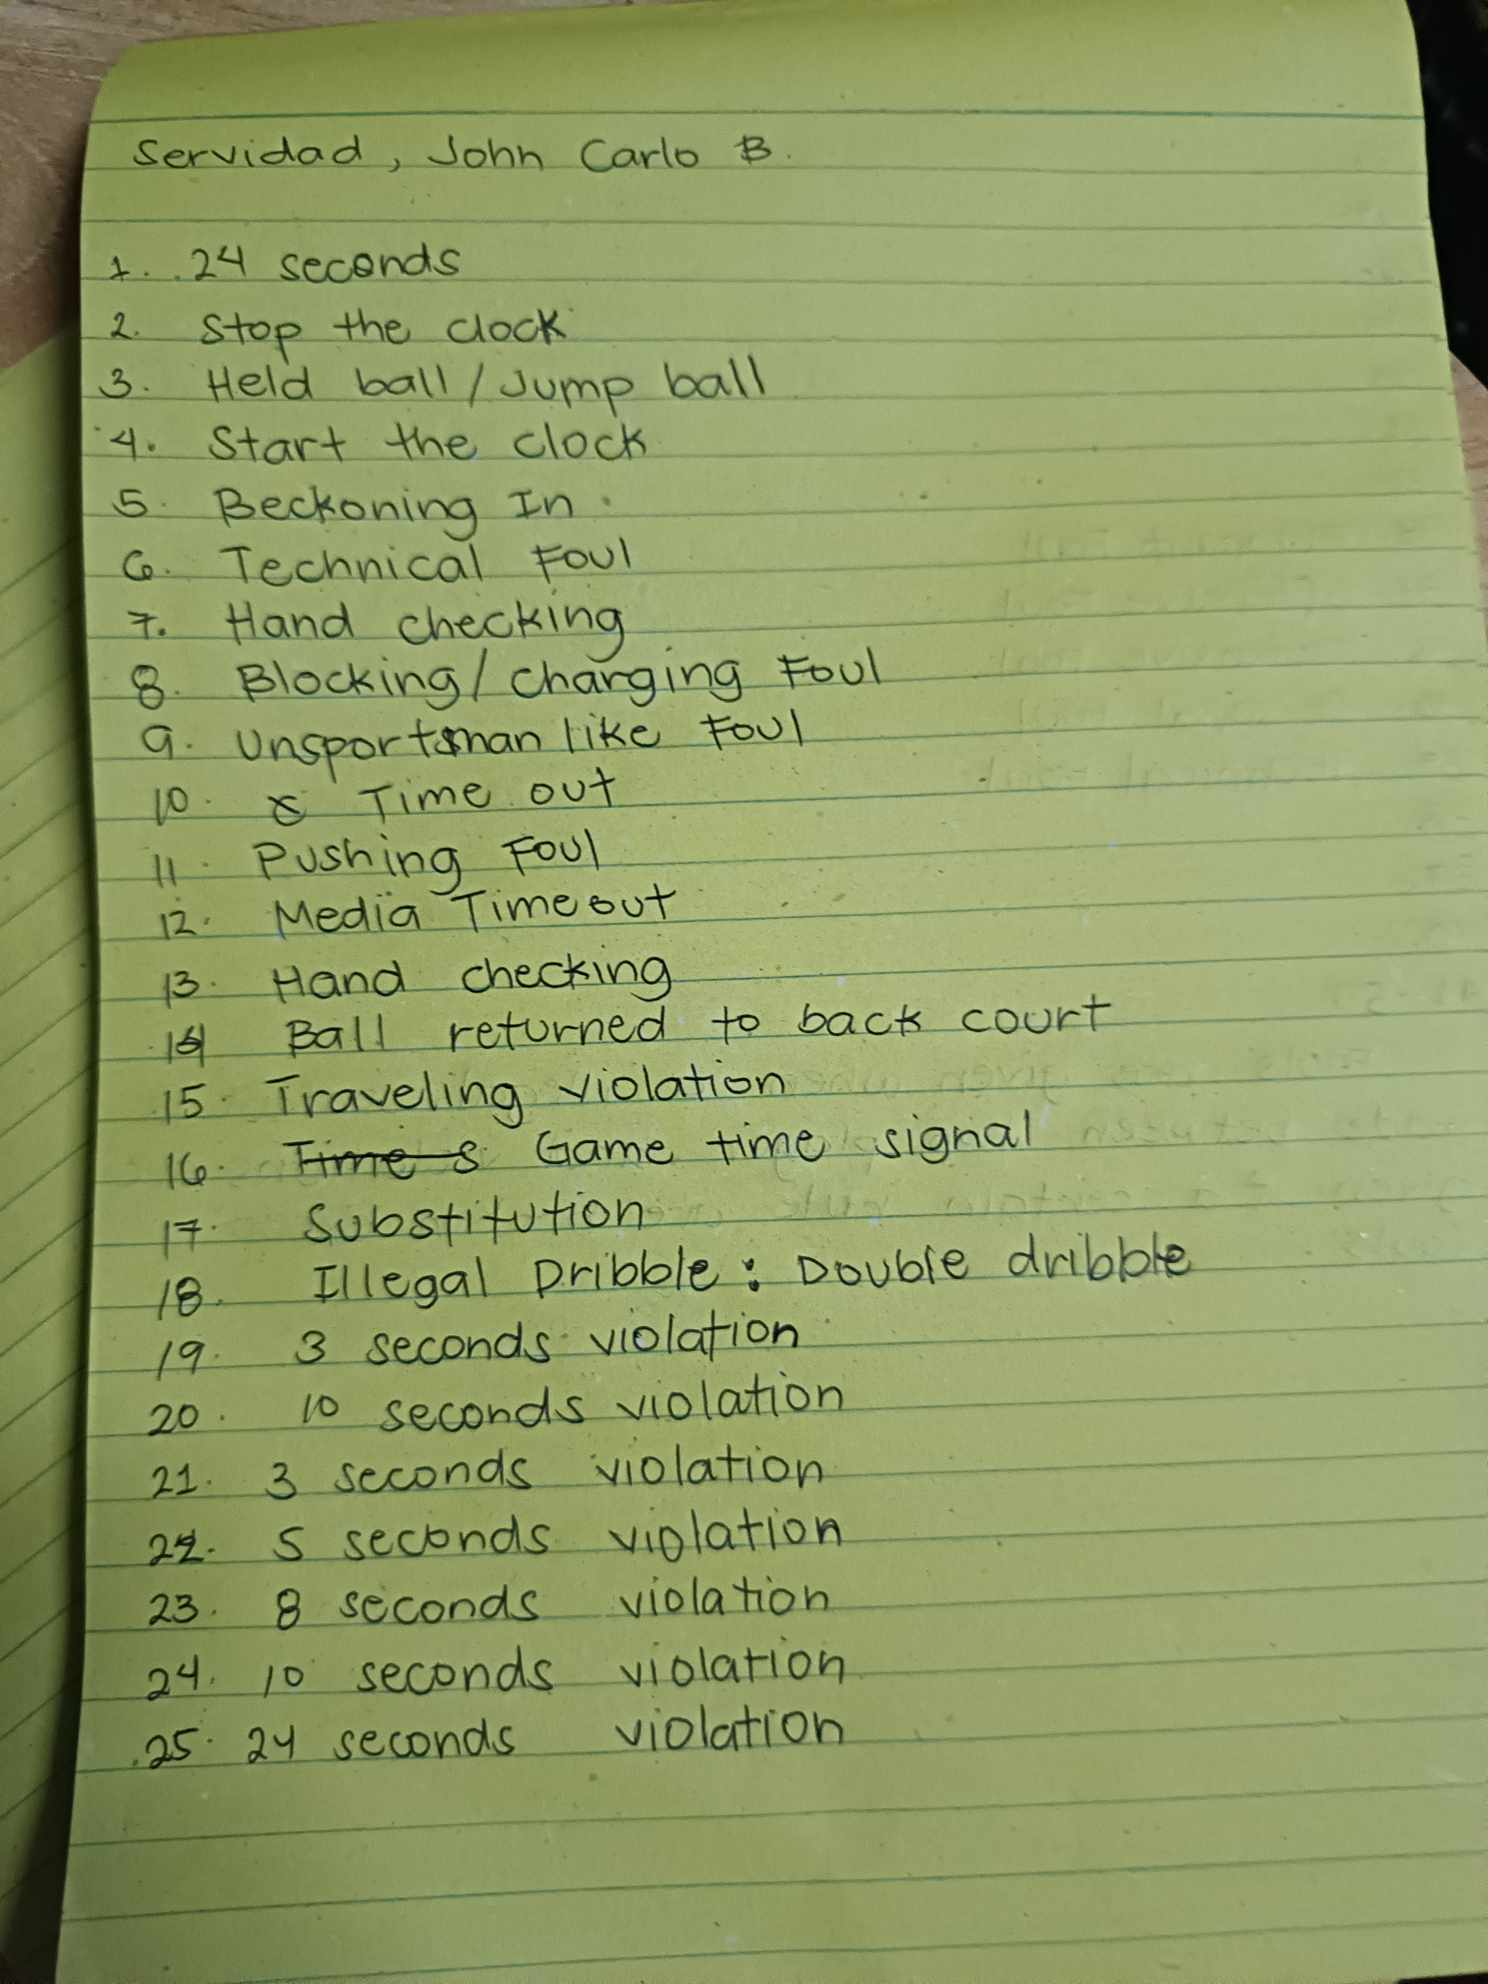 Servidad, John Carlo B.
1. 24 seconds
2. Stop the clock
3. Held ball/Jump ball
4. Start the clock
5. Beckoning In.
6. Technical Foul
7. Hand checking
8. Blocking/charging Foul
9. Unsportsmanlike Foul
10. Time out
11. Pushing Foul
12. Media Timeout
13. Hand checking
14 Ball returned to back court
15. Traveling violation
16. Time s Game time signal
17. Substitution
18. Illegal Dribble: Double dribble
19. 3 seconds violation
20. 10 seconds violation
21. 3 seconds violation
22. 5 seconds violation
23. 8 seconds violation
24. 10 seconds violation
25. 24 seconds violation